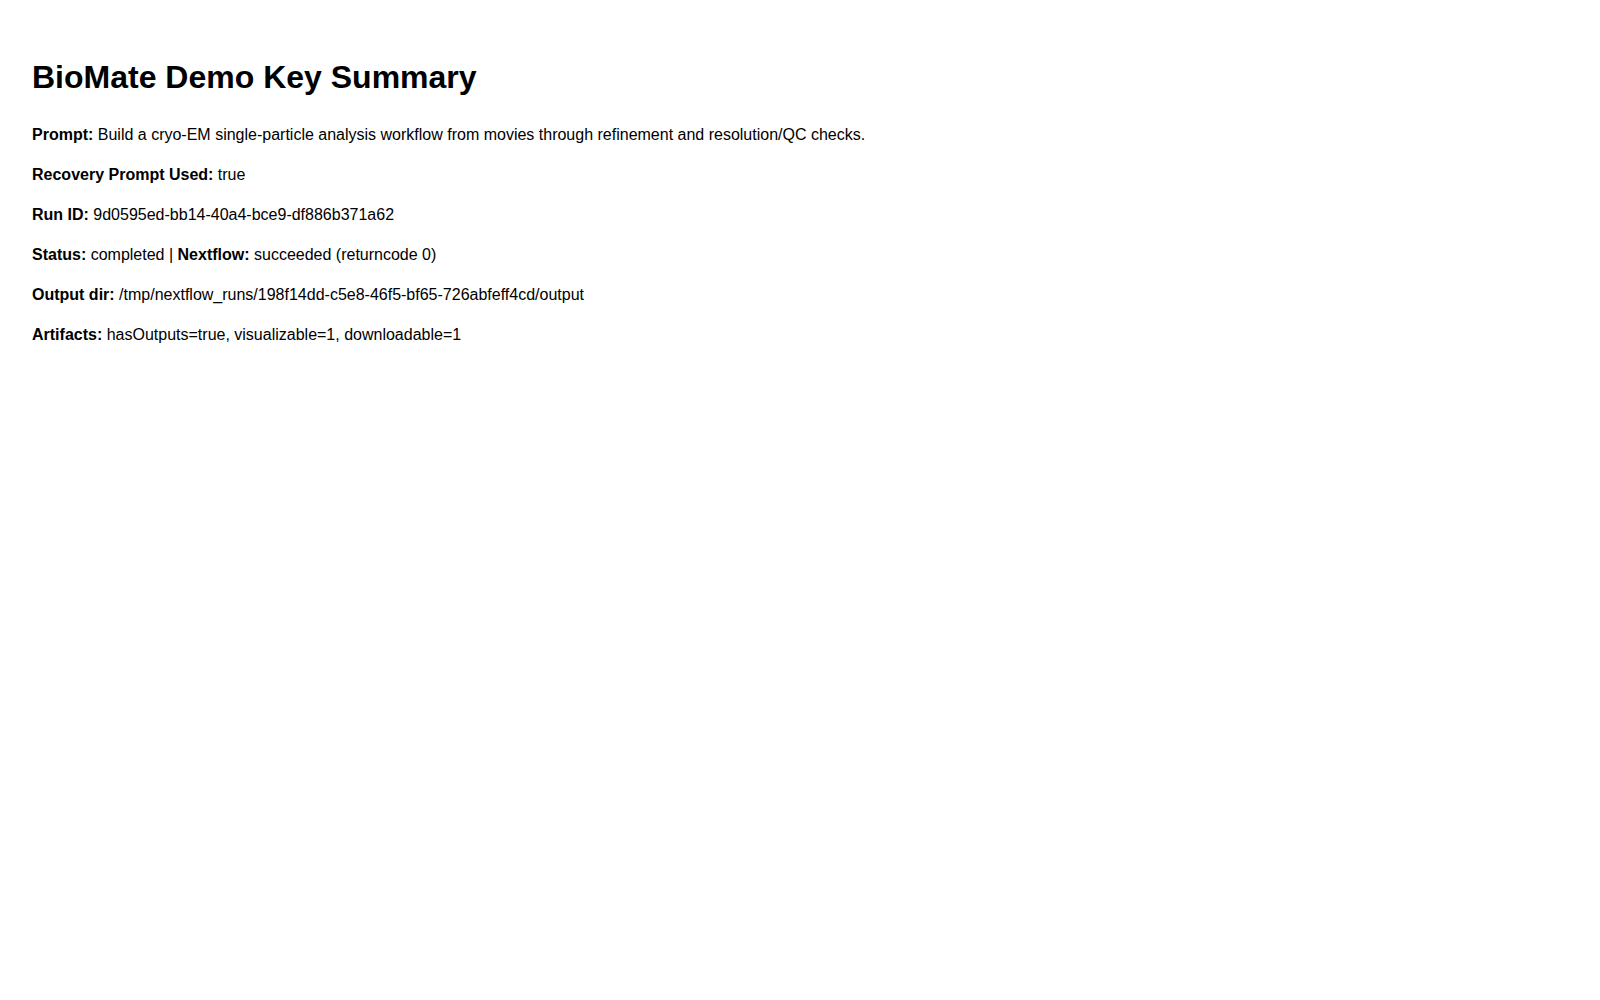 BioMate Demo Key Summary
Prompt: Build a cryo-EM single-particle analysis workflow from movies through refinement and resolution/QC checks.
Recovery Prompt Used: true
Run ID: 9d0595ed-bb14-40a4-bce9-df886b371a62
Status: completed | Nextflow: succeeded (returncode 0)
Output dir: /tmp/nextflow_runs/198f14dd-c5e8-46f5-bf65-726abfeff4cd/output
Artifacts: hasOutputs=true, visualizable=1, downloadable=1